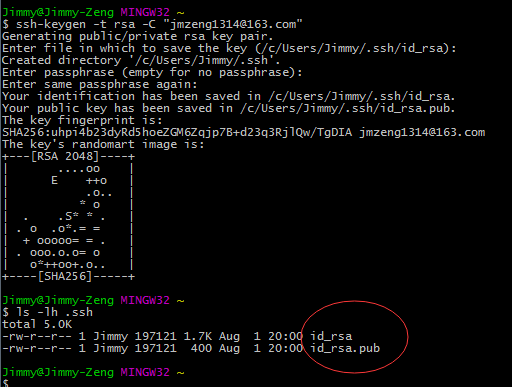 Jimmy@Jimmy-Zeng MINGW32 ~
$ ssh-keygen -t rsa -C "jmzeng1314@163.com"
Generating public/private rsa key pair.
Enter file in which to save the key (/c/Users/Jimmy/.ssh/id_rsa):
Created directory '/c/Users/Jimmy/.ssh'.
Enter passphrase (empty for no passphrase):
Enter same passphrase again:
Your identification has been saved in /c/Users/Jimmy/.ssh/id_rsa.
Your public key has been saved in /c/Users/Jimmy/.ssh/id_rsa.pub.
The key fingerprint is:
SHA256:uhpi4b23dyRd5hoeZGM6Zqjp7B+d23q3RjlQw/TgDIA jmzeng1314@163.com
The key's randomart image is:
+---[RSA 2048]----+
|       ....oo    |
|      E    ++o   |
|           .o..  |
|          * o    |
|  .    .S* * .   |
| . o  .o*.= =    |
|  + ooooo= = .   |
| . ooo.o.o= o    |
|   o*++oo+.o..   |
+----[SHA256]-----+
Jimmy@Jimmy-Zeng MINGW32 ~
$ ls -lh .ssh
total 5.0K
-rw-r--r-- 1 Jimmy 197121 1.7K Aug  1 20:00 id_rsa
-rw-r--r-- 1 Jimmy 197121  400 Aug  1 20:00 id_rsa.pub
Jimmy@Jimmy-Zeng MINGW32 ~
$